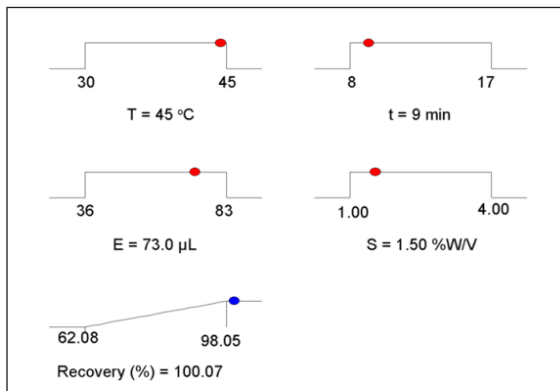 30 45
T = 45 °C
8 17
t = 9 min
36 83
E = 73.0 µL
1.00 4.00
S = 1.50 %W/V
62.08 98.05
Recovery (%) = 100.07